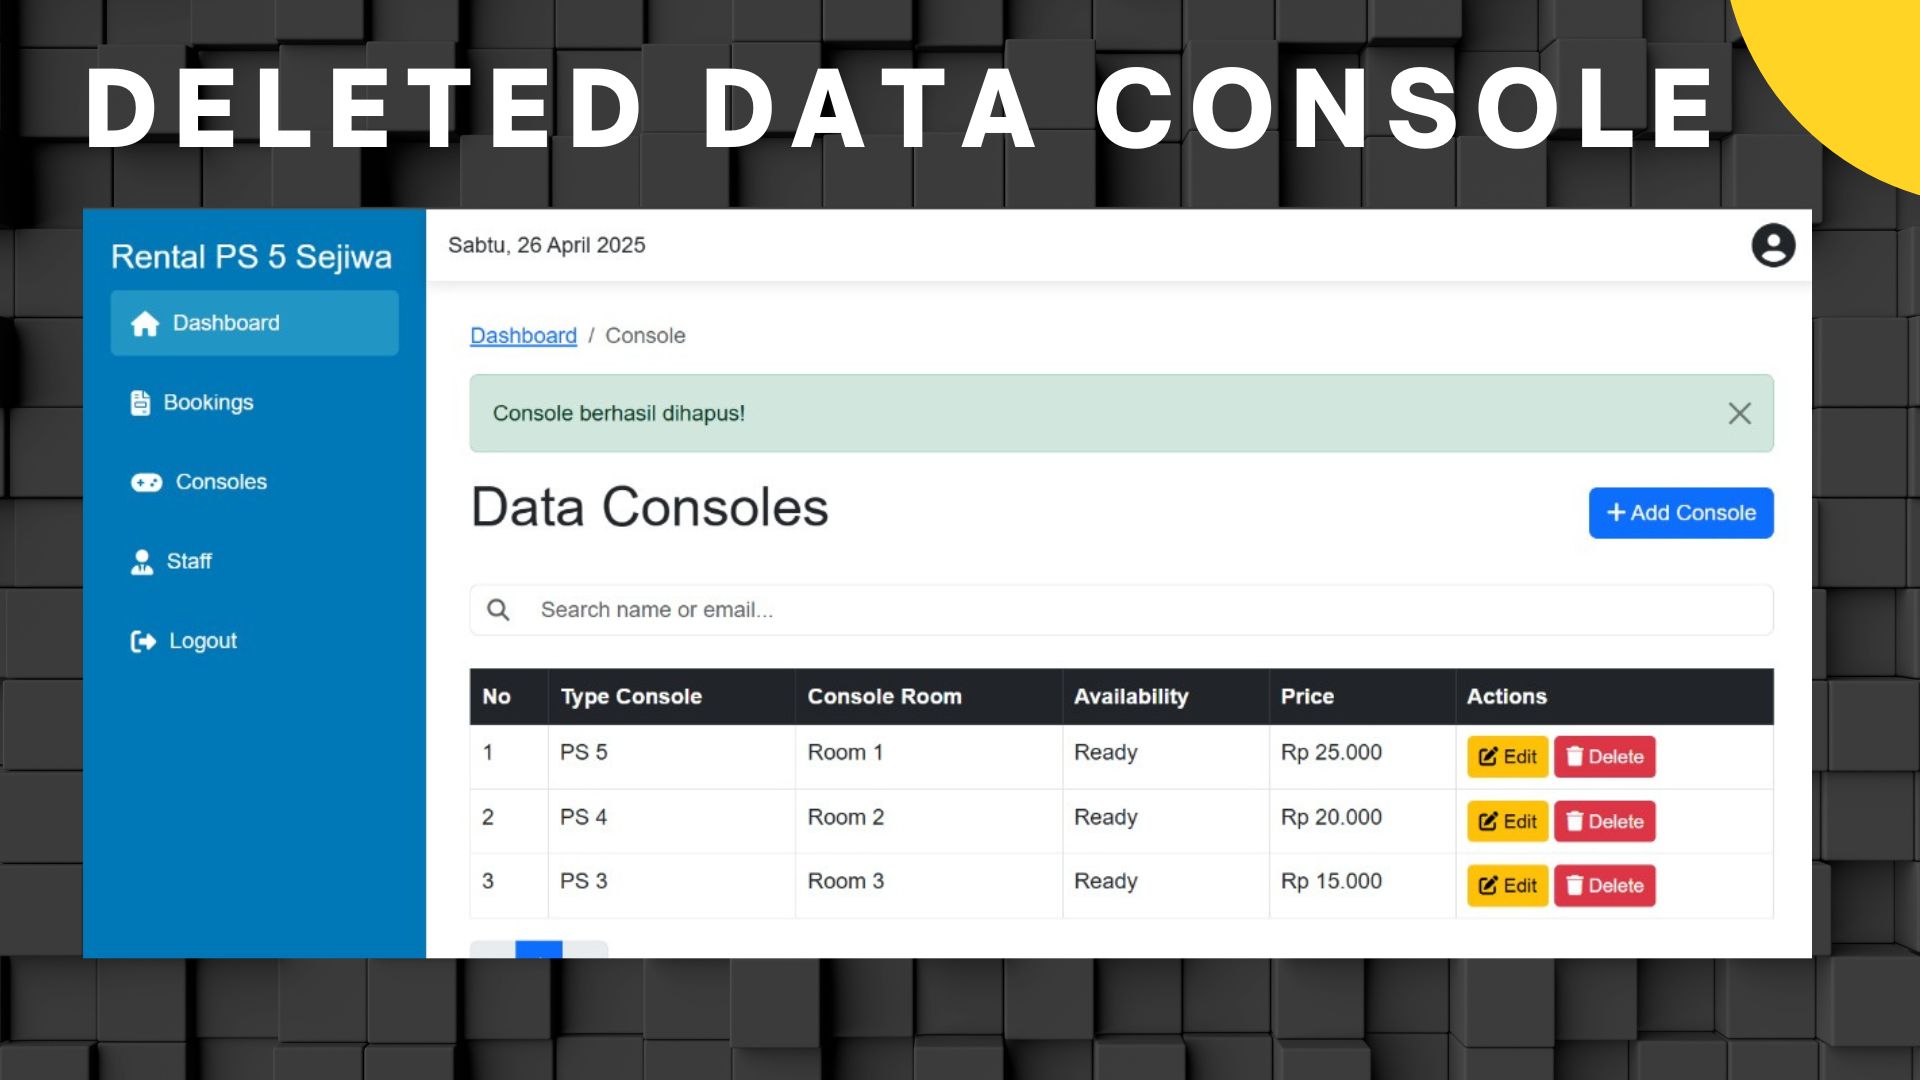 DELETED DATA CONSOLE
Rental PS 5 Sejiwa
Sabtu, 26 April 2025
Dashboard
Bookings
Consoles
Staff
Logout
Dashboard / Console
Console berhasil dihapus!
Data Consoles
Add Console
Search name or email...
No Type Console Console Room Availability Price Actions
1 PS 5 Room 1 Ready Rp 25.000 Edit Delete
2 PS 4 Room 2 Ready Rp 20.000 Edit Delete
3 PS 3 Room 3 Ready Rp 15.000 Edit Delete